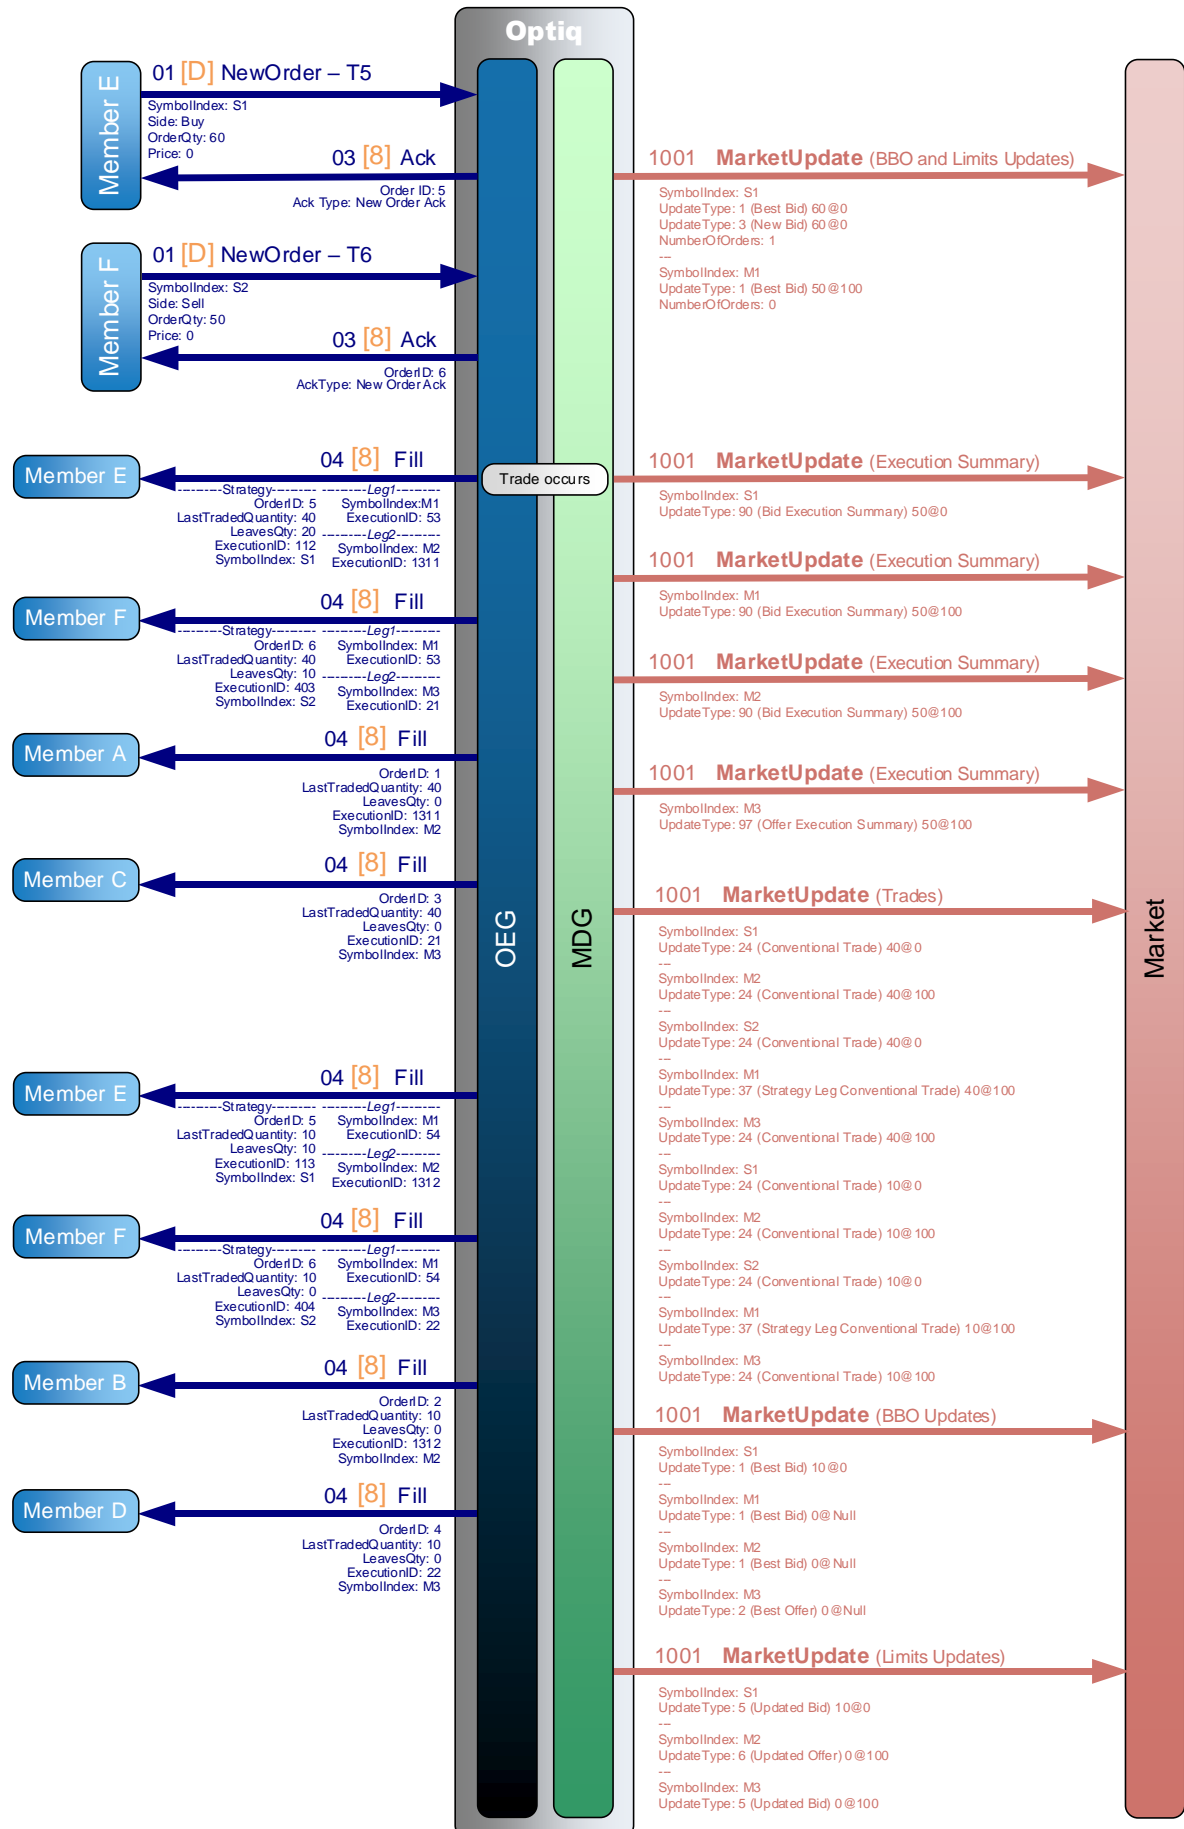 Optiq
OEG
MDG
Market
Member E
01 [D] NewOrder – T5
SymbolIndex: S1
Side: Buy
OrderQty: 60
Price: 0
03 [8] Ack
Order ID: 5
Ack Type: New Order Ack
1001 MarketUpdate (BBO and Limits Updates)
SymbolIndex: S1
UpdateType: 1 (Best Bid) 60@0
UpdateType: 3 (New Bid) 60@0
NumberOfOrders: 1
---
SymbolIndex: M1
UpdateType: 1 (Best Bid) 50@100
NumberOfOrders: 0
Member F
01 [D] NewOrder – T6
SymbolIndex: S2
Side: Sell
OrderQty: 50
Price: 0
03 [8] Ack
OrderID: 6
AckType: New Order Ack
Trade occurs
Member E
04 [8] Fill
----------Strategy----------
OrderID: 5
LastTradedQuantity: 40
LeavesQty: 20
ExecutionID: 112
SymbolIndex: S1
----------Leg1----------
SymbolIndex:M1
ExecutionID: 53
----------Leg2----------
SymbolIndex: M2
ExecutionID: 1311
Member F
04 [8] Fill
----------Strategy----------
OrderID: 6
LastTradedQuantity: 40
LeavesQty: 10
ExecutionID: 403
SymbolIndex: S2
----------Leg1----------
SymbolIndex: M1
ExecutionID: 53
----------Leg2----------
SymbolIndex: M3
ExecutionID: 21
Member A
04 [8] Fill
OrderID: 1
LastTradedQuantity: 40
LeavesQty: 0
ExecutionID: 1311
SymbolIndex: M2
Member C
04 [8] Fill
OrderID: 3
LastTradedQuantity: 40
LeavesQty: 0
ExecutionID: 21
SymbolIndex: M3
Member E
04 [8] Fill
----------Strategy----------
OrderID: 5
LastTradedQuantity: 10
LeavesQty: 10
ExecutionID: 113
SymbolIndex: S1
----------Leg1----------
SymbolIndex: M1
ExecutionID: 54
----------Leg2----------
SymbolIndex: M2
ExecutionID: 1312
Member F
04 [8] Fill
----------Strategy----------
OrderID: 6
LastTradedQuantity: 10
LeavesQty: 0
ExecutionID: 404
SymbolIndex: S2
----------Leg1----------
SymbolIndex: M1
ExecutionID: 54
----------Leg2----------
SymbolIndex: M3
ExecutionID: 22
Member B
04 [8] Fill
OrderID: 2
LastTradedQuantity: 10
LeavesQty: 0
ExecutionID: 1312
SymbolIndex: M2
Member D
04 [8] Fill
OrderID: 4
LastTradedQuantity: 10
LeavesQty: 0
ExecutionID: 22
SymbolIndex: M3
1001 MarketUpdate (Execution Summary)
SymbolIndex: S1
UpdateType: 90 (Bid Execution Summary) 50@0
1001 MarketUpdate (Execution Summary)
SymbolIndex: M1
UpdateType: 90 (Bid Execution Summary) 50@100
1001 MarketUpdate (Execution Summary)
SymbolIndex: M2
UpdateType: 90 (Bid Execution Summary) 50@100
1001 MarketUpdate (Execution Summary)
SymbolIndex: M3
UpdateType: 97 (Offer Execution Summary) 50@100
1001 MarketUpdate (Trades)
SymbolIndex: S1
UpdateType: 24 (Conventional Trade) 40@0
---
SymbolIndex: M2
UpdateType: 24 (Conventional Trade) 40@100
---
SymbolIndex: S2
UpdateType: 24 (Conventional Trade) 40@0
---
SymbolIndex: M1
UpdateType: 37 (Strategy Leg Conventional Trade) 40@100
---
SymbolIndex: M3
UpdateType: 24 (Conventional Trade) 40@100
---
SymbolIndex: S1
UpdateType: 24 (Conventional Trade) 10@0
---
SymbolIndex: M2
UpdateType: 24 (Conventional Trade) 10@100
---
SymbolIndex: S2
UpdateType: 24 (Conventional Trade) 10@0
---
SymbolIndex: M1
UpdateType: 37 (Strategy Leg Conventional Trade) 10@100
---
SymbolIndex: M3
UpdateType: 24 (Conventional Trade) 10@100
1001 MarketUpdate (BBO Updates)
SymbolIndex: S1
UpdateType: 1 (Best Bid) 10@0
---
SymbolIndex: M1
UpdateType: 1 (Best Bid) 0@Null
---
SymbolIndex: M2
UpdateType: 1 (Best Bid) 0@Null
---
SymbolIndex: M3
UpdateType: 2 (Best Offer) 0@Null
1001 MarketUpdate (Limits Updates)
SymbolIndex: S1
UpdateType: 5 (Updated Bid) 10@0
---
SymbolIndex: M2
UpdateType: 6 (Updated Offer) 0@100
---
SymbolIndex: M3
UpdateType: 5 (Updated Bid) 0@100